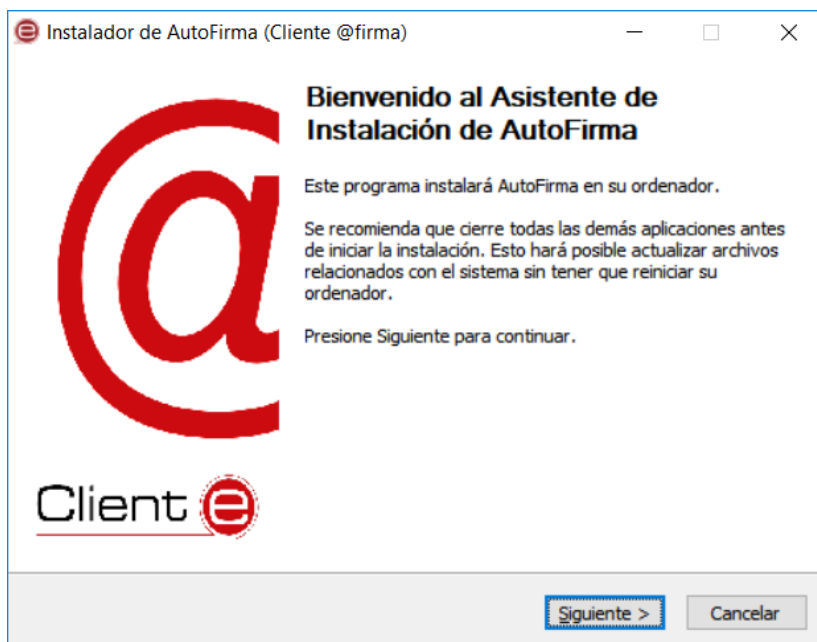 Instalador de AutoFirma (Cliente @firma)
Bienvenido al Asistente de
Instalación de AutoFirma
Este programa instalará AutoFirma en su ordenador.
Se recomienda que cierre todas las demás aplicaciones antes
de iniciar la instalación. Esto hará posible actualizar archivos
relacionados con el sistema sin tener que reiniciar su
ordenador.
Presione Siguiente para continuar.
@
Client e
Siguiente >
Cancelar